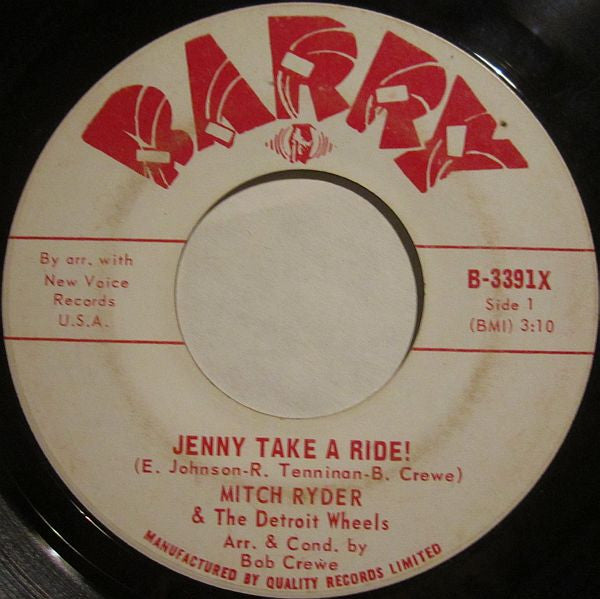 BARRY
By arr. with
New Voice
Records
U.S.A.
B-3391X
Side 1
(BMI) 3:10
JENNY TAKE A RIDE!
(E. Johnson-R. Tenninan-B. Crewe)
MITCH RYDER
& The Detroit Wheels
Arr. & Cond. by
Bob Crewe
MANUFACTURED BY QUALITY RECORDS LIMITED